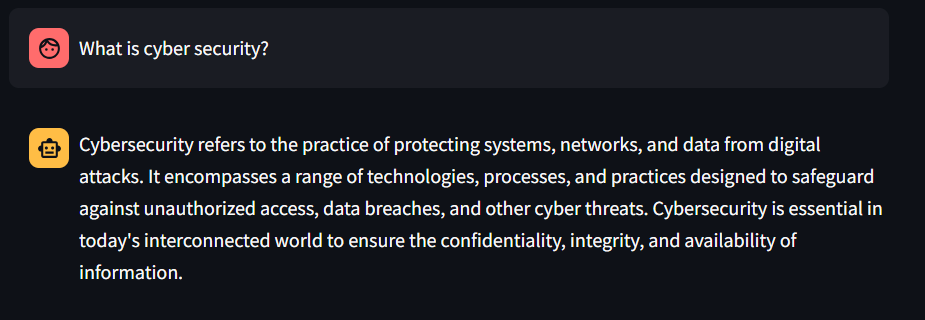 What is cyber security?
Cybersecurity refers to the practice of protecting systems, networks, and data from digital
attacks. It encompasses a range of technologies, processes, and practices designed to safeguard
against unauthorized access, data breaches, and other cyber threats. Cybersecurity is essential in
today's interconnected world to ensure the confidentiality, integrity, and availability of
information.